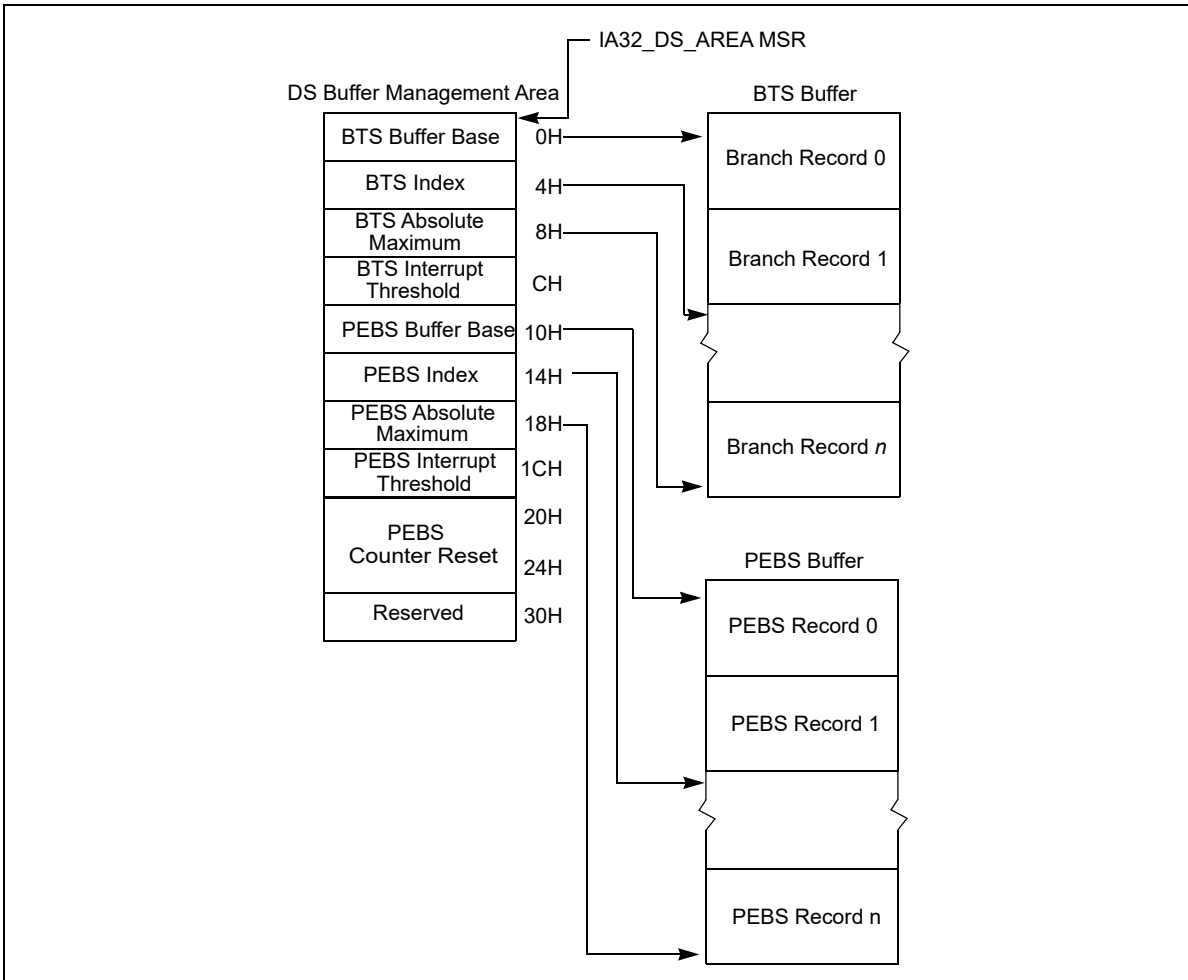 IA32_DS_AREA MSR
DS Buffer Management Area
BTS Buffer Base 0H
BTS Index 4H
BTS Absolute
Maximum 8H
BTS Interrupt
Threshold CH
PEBS Buffer Base 10H
PEBS Index 14H
PEBS Absolute
Maximum 18H
PEBS Interrupt
Threshold 1CH
20H
PEBS
Counter Reset
24H
Reserved 30H
BTS Buffer
Branch Record 0
Branch Record 1
Branch Record n
PEBS Buffer
PEBS Record 0
PEBS Record 1
PEBS Record n